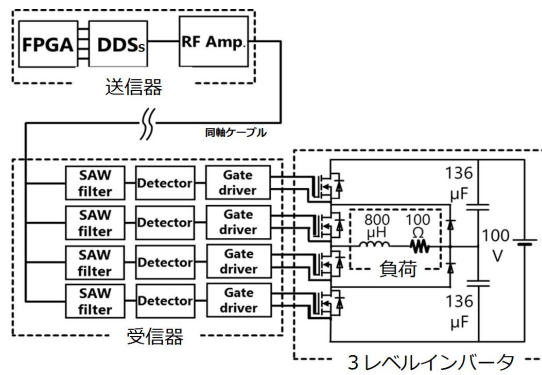 FPGA
DDSs
RF Amp.
送信器
同軸ケーブル
SAW
filter
Detector
Gate
driver
SAW
filter
Detector
Gate
driver
SAW
filter
Detector
Gate
driver
SAW
filter
Detector
Gate
driver
受信器
136
μF
800
μH
100
Ω
負荷
100
V
136
μF
3レベルインバータ